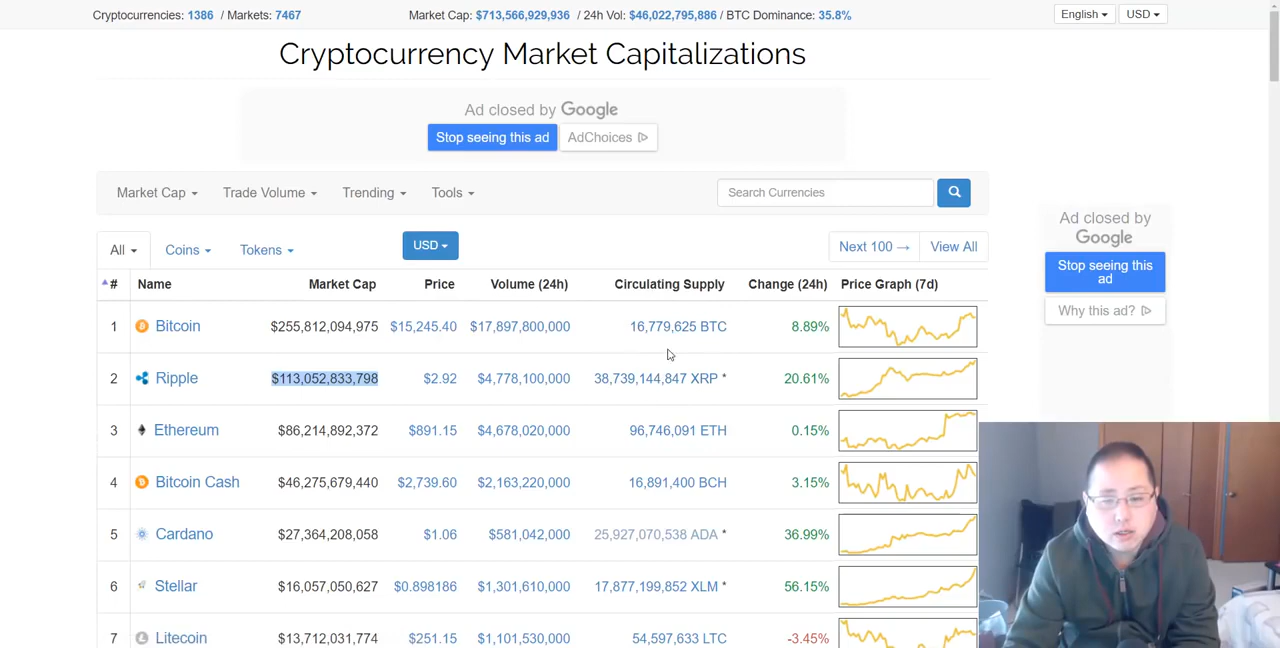 Cryptocurrencies: 1386 / Markets: 7467 Market Cap: $713,566,929,936 / 24h Vol: $46,022,795,886 / BTC Dominance: 35.8% English USD
Cryptocurrency Market Capitalizations
Ad closed by Google
Stop seeing this ad AdChoices
Market Cap Trade Volume Trending Tools Search Currencies
Ad closed by
Google
Stop seeing this
ad
Why this ad?
All Coins Tokens USD Next 100 → View All
# Name Market Cap Price Volume (24h) Circulating Supply Change (24h) Price Graph (7d)
1 Bitcoin $255,812,094,975 $15,245.40 $17,897,800,000 16,779,625 BTC 8.89%
2 Ripple $113,052,833,798 $2.92 $4,778,100,000 38,739,144,847 XRP * 20.61%
3 Ethereum $86,214,892,372 $891.15 $4,678,020,000 96,746,091 ETH 0.15%
4 Bitcoin Cash $46,275,679,440 $2,739.60 $2,163,220,000 16,891,400 BCH 3.15%
5 Cardano $27,364,208,058 $1.06 $581,042,000 25,927,070,538 ADA * 36.99%
6 Stellar $16,057,050,627 $0.898186 $1,301,610,000 17,877,199,852 XLM * 56.15%
7 Litecoin $13,712,031,774 $251.15 $1,101,530,000 54,597,633 LTC -3.45%